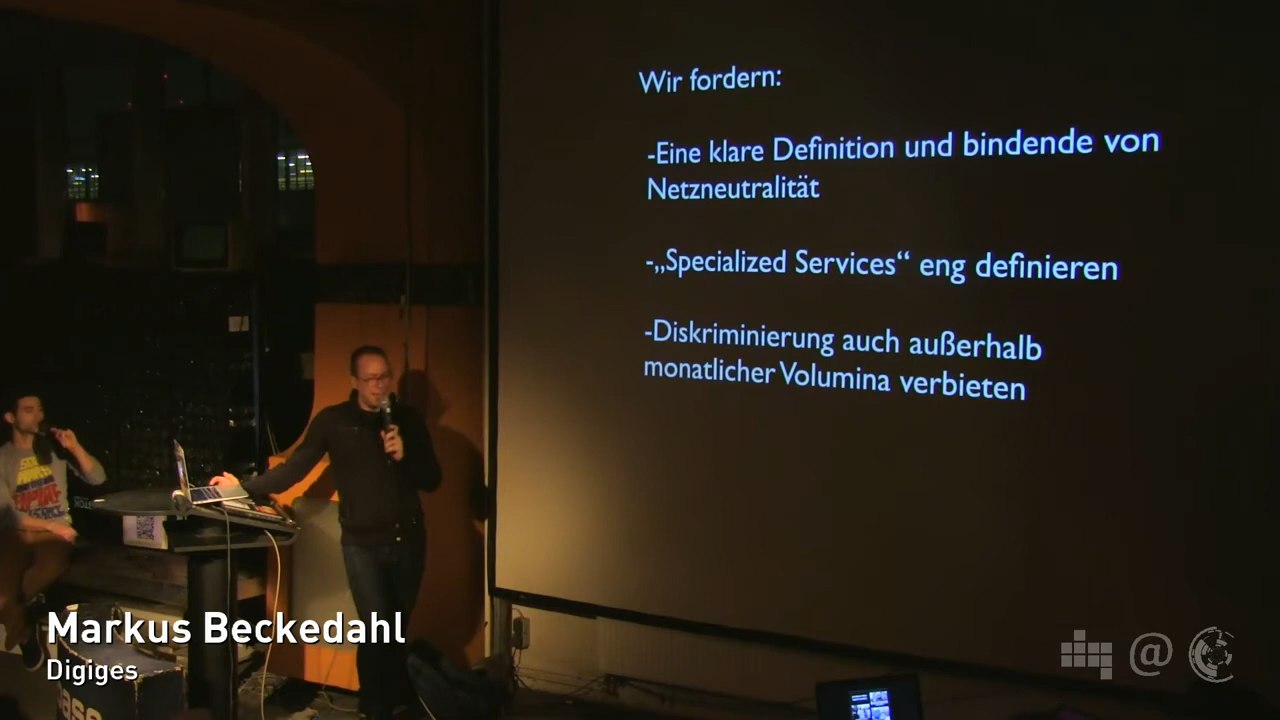 Wir fordern:
-Eine klare Definition und bindende von
Netzneutralität
-„Specialized Services“ eng definieren
-Diskriminierung auch außerhalb
monatlicher Volumina verbieten
Markus Beckedahl
Digiges
@